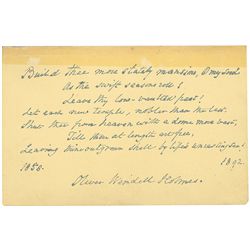 Build thee more stately mansions, O my soul
As the swift seasons roll!
Leave thy low-vaulted past!
Let each new temple, nobler than the last,
Shut thee from heaven with a dome more vast,
Till thou at length art free,
Leaving thine outgrown shell by life's unresting sea!
1858. 1892.
Oliver Wendell Holmes.